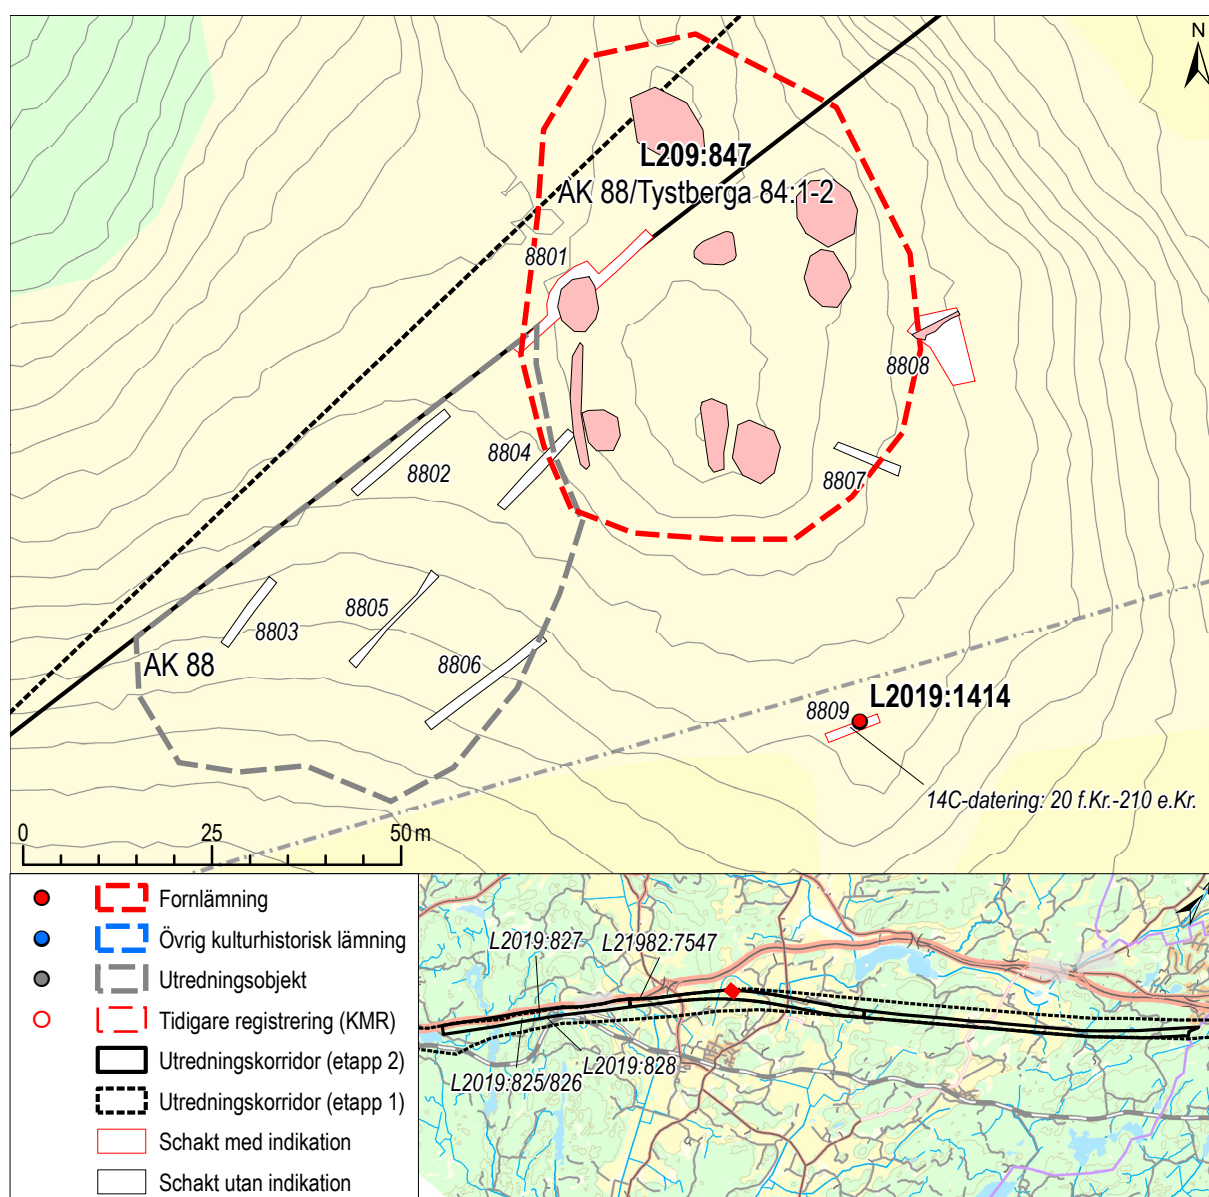 N
L209:847
AK 88/Tystberga 84:1-2
8801
8808
8802
8804
8807
8803
8805
8806
AK 88
8809
L2019:1414
14C-datering: 20 f.Kr.-210 e.Kr.
0 25 50 m
Fornlämning
Övrig kulturhistorisk lämning
Utredningsobjekt
Tidigare registrering (KMR)
Utredningskorridor (etapp 2)
Utredningskorridor (etapp 1)
Schakt med indikation
Schakt utan indikation
L2019:827
L21982:7547
L2019:825/826
L2019:828